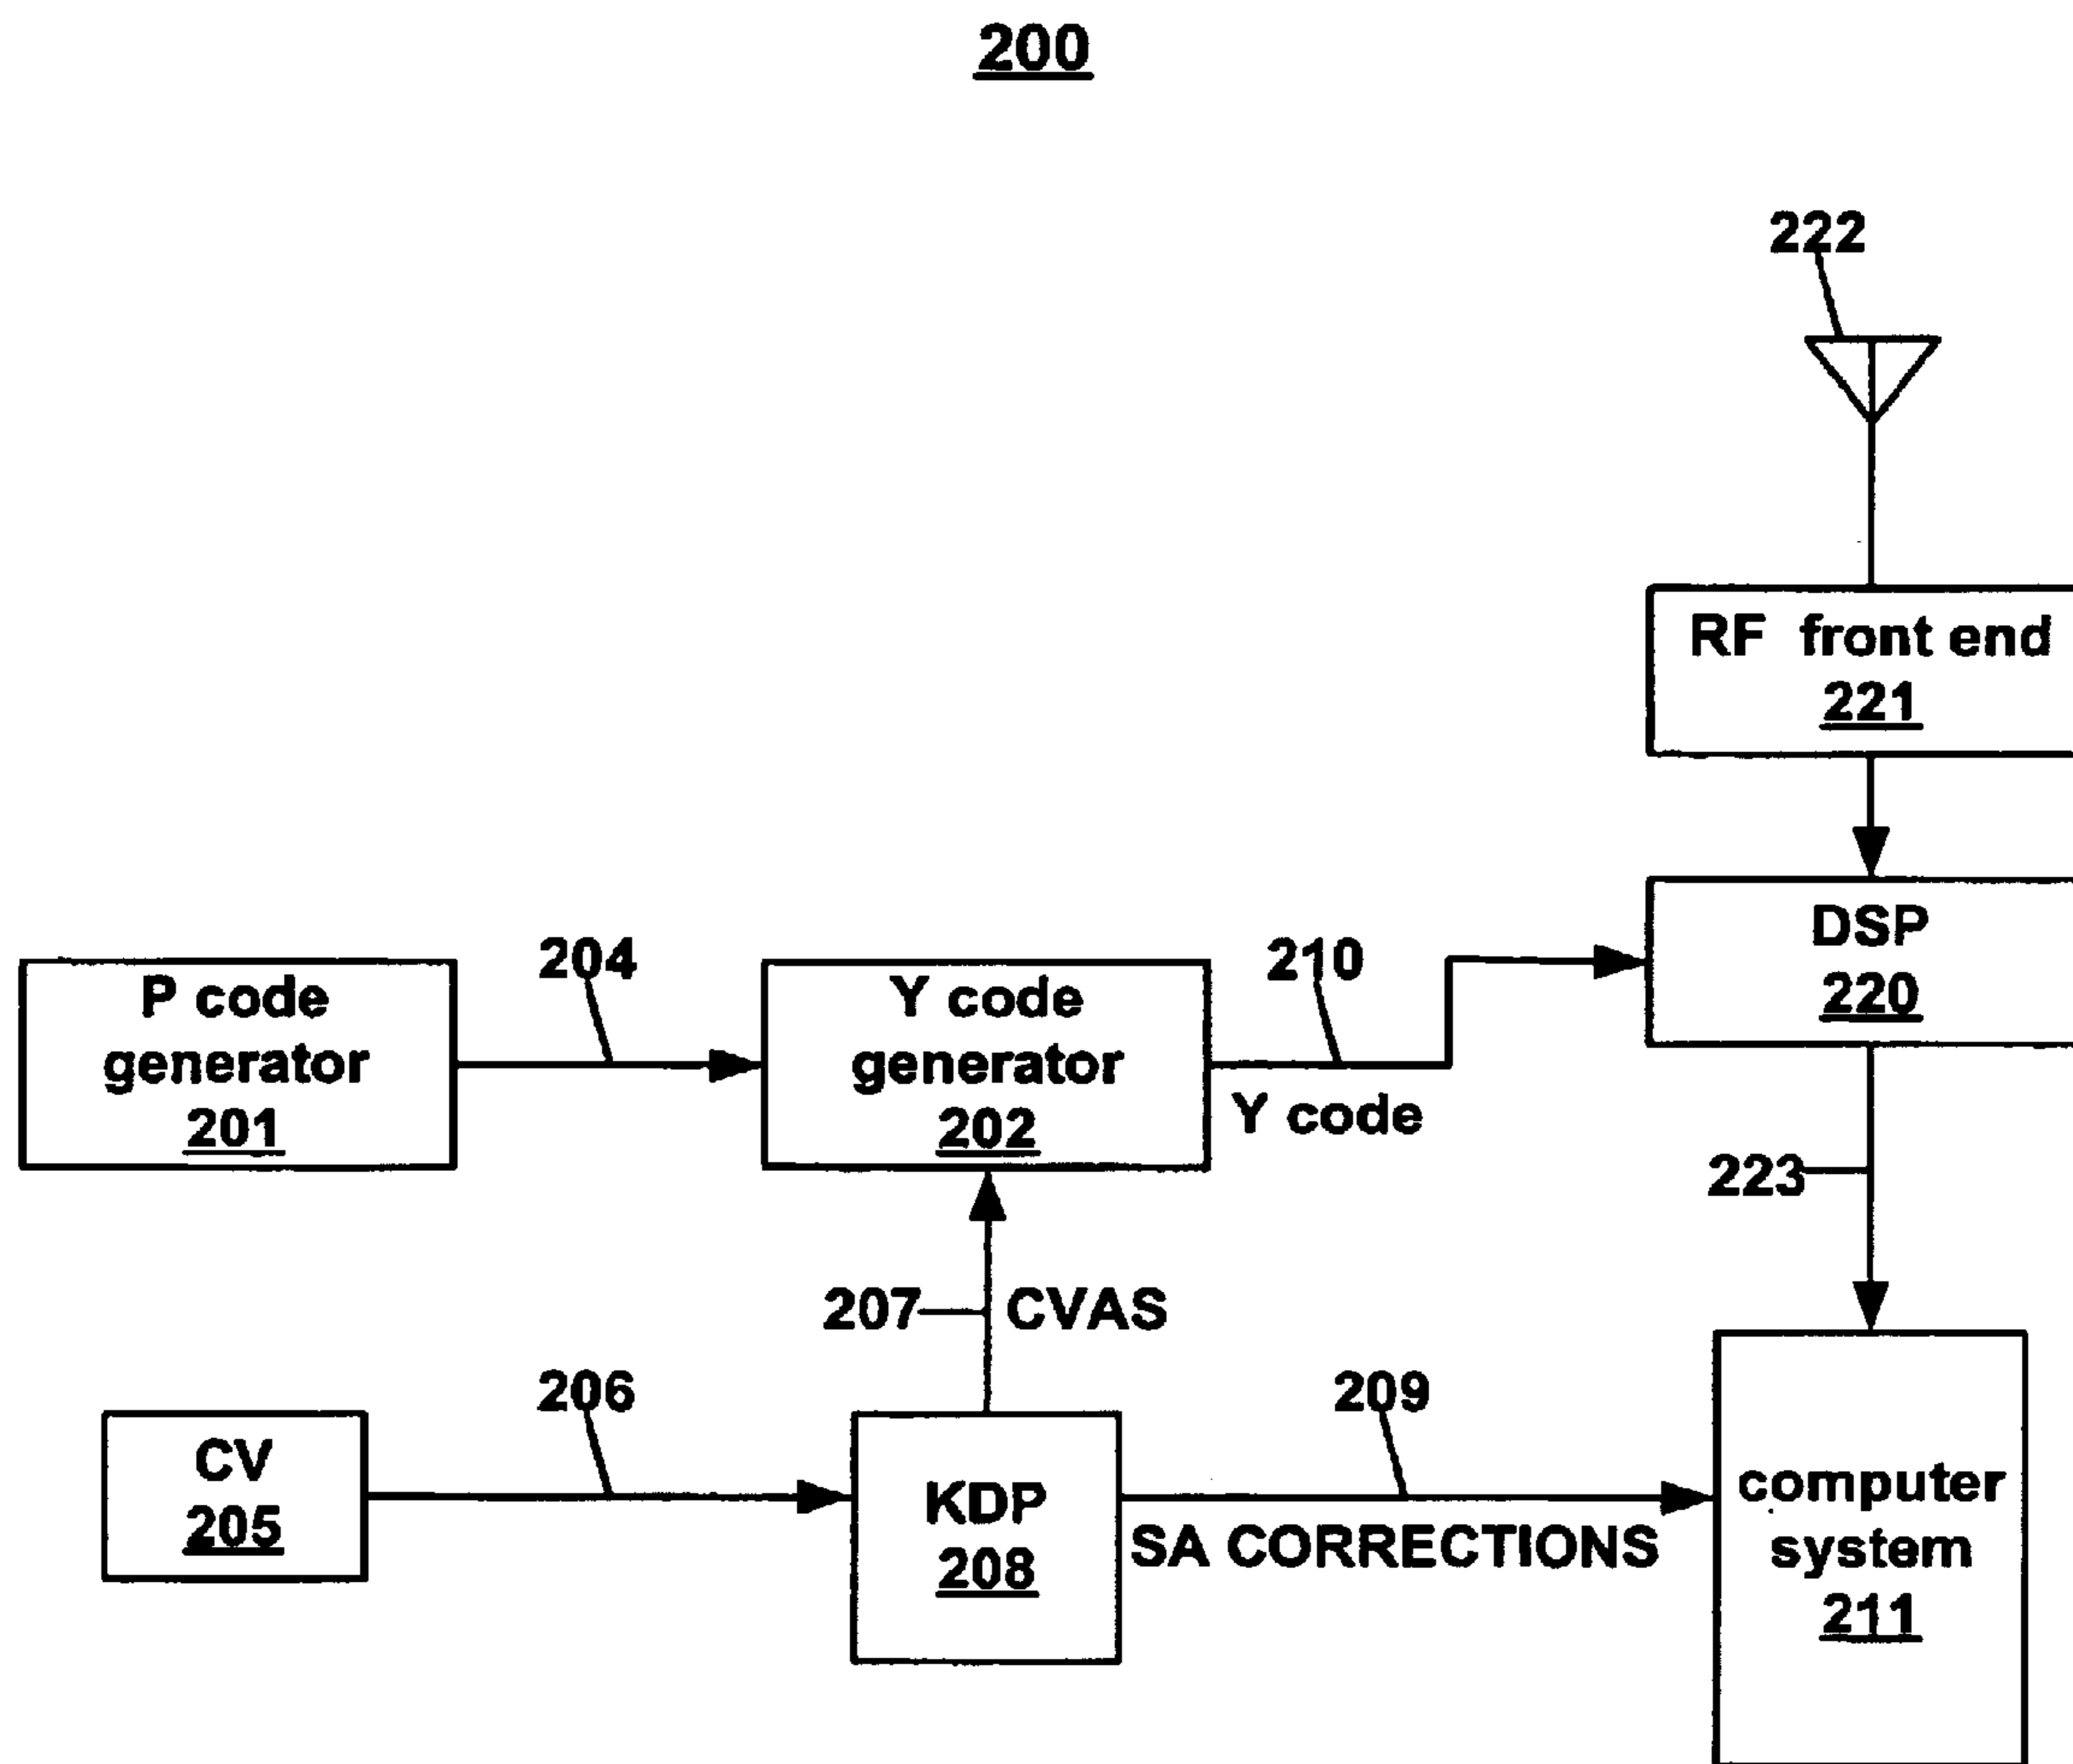 200
222
RF front end
221
DSP
220
204
210
P code
generator
201
Y code
generator
202
Y code
223
207
CVAS
206
209
CV
205
KDP
208
SA CORRECTIONS
computer
system
211